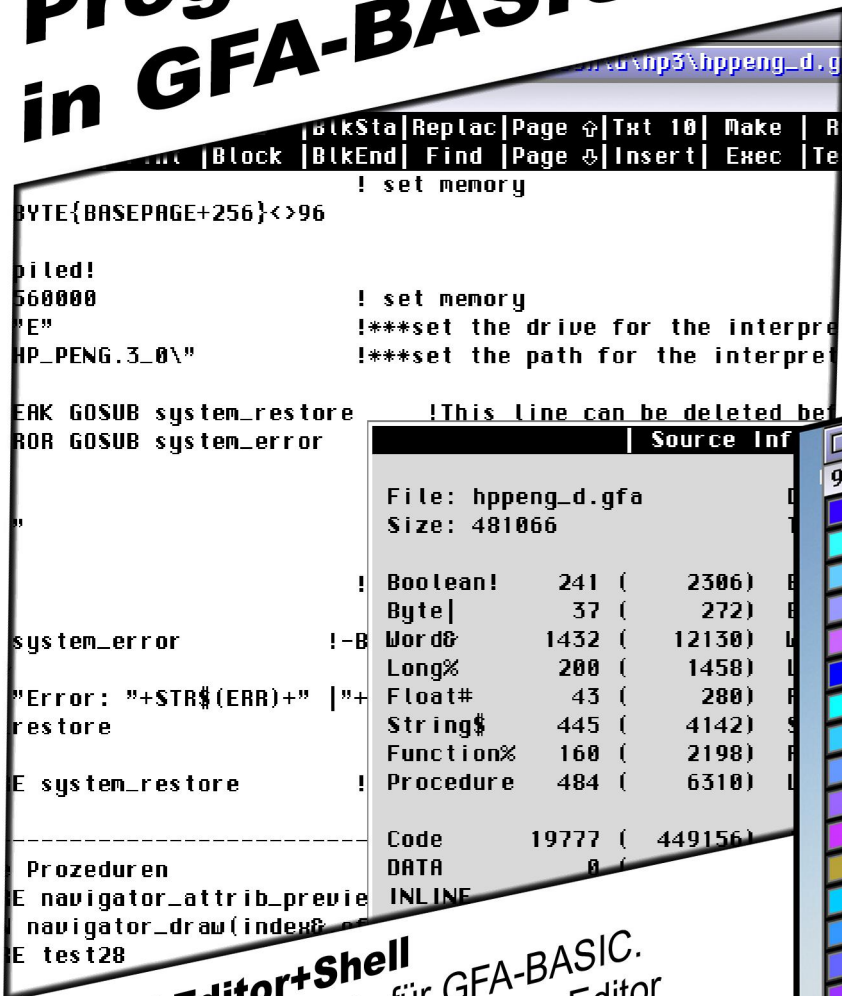 in GFA-BASIC
\hp3\hppeng_d.g
|BlkSta|Replac|Page ⇧|Txt 10| Make | R
|Block |BlkEnd| Find |Page ⇩|Insert| Exec |Te
! set memory
BYTE{BASEPAGE+256}<>96
piled!
560000 ! set memory
"E" !***set the drive for the interpre
HP_PENG.3_0\" !***set the path for the interpret
EAK GOSUB system_restore !This line can be deleted bef
ROR GOSUB system_error
| Source Inf
File: hppeng_d.gfa
" Size: 481066
! Boolean! 241 ( 2306)
Byte| 37 ( 272)
system_error !-B Word& 1432 ( 12130)
Long% 200 ( 1458)
"Error: "+STR$(ERR)+" |"+ Float# 43 ( 280)
restore String$ 445 ( 4142)
Function% 160 ( 2198)
E system_restore ! Procedure 484 ( 6310)
-----------------------
Code 19777 ( 449156)
Prozeduren DATA 0 (
E navigator_attrib_previe INLINE
navigator_draw(index&
E test28
Editor+Shell
für GFA-BASIC.
Editor